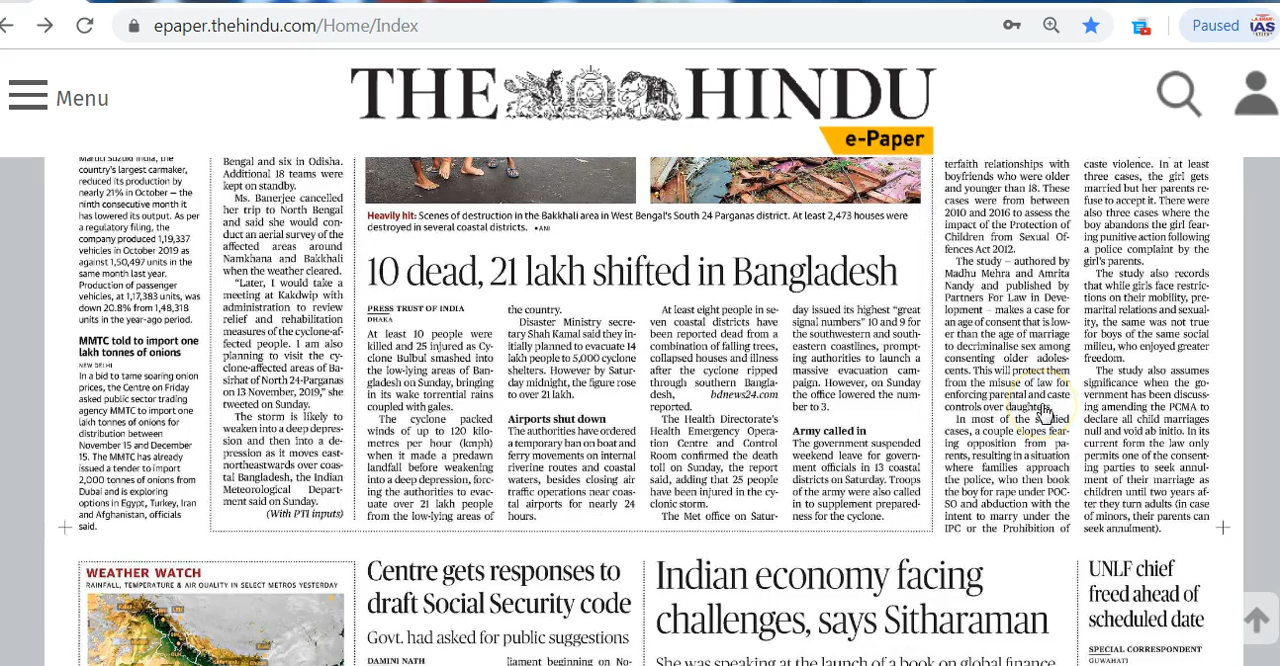 epaper.thehindu.com/Home/Index
Paused
IAS
Menu
THE HINDU
e-Paper
Maruti Suzuki India, the
country's largest carmaker,
reduced its production by
nearly 21% in October — the
ninth consecutive month it
has lowered its output. As per
a regulatory filing, the
company produced 1,19,337
vehicles in October 2019 as
against 1,50,497 units in the
same month last year.
Production of passenger
vehicles, at 1,17,383 units, was
down 20.8% from 1,48,318
units in the year-ago period.
MMTC told to import one
lakh tonnes of onions
NEW DELHI
In a bid to tame soaring onion
prices, the Centre on Friday
asked public sector trading
agency MMTC to import one
lakh tonnes of onions for
distribution between
November 15 and December
15. The MMTC has already
issued a tender to import
2,000 tonnes of onions from
Dubai and is exploring
options in Egypt, Turkey, Iran
and Afghanistan, officials
said.
Bengal and six in Odisha.
Additional 18 teams were
kept on standby.
Ms. Banerjee cancelled
her trip to North Bengal
and said she would con-
duct an aerial survey of the
affected areas around
Namkhana and Bakkhali
when the weather cleared.
"Later, I would take a
meeting at Kakdwip with
administration to review
relief and rehabilitation
measures of the cyclone-af-
fected people. I am also
planning to visit the cy-
clone-affected areas of Ba-
sirhat of North 24-Parganas
on 13 November, 2019," she
tweeted on Sunday.
The storm is likely to
weaken into a deep depres-
sion and then into a de-
pression as it moves east-
northeastwards over coas-
tal Bangladesh, the Indian
Meteorological Depart-
ment said on Sunday.
(With PTI inputs)
Heavily hit: Scenes of destruction in the Bakkhali area in West Bengal's South 24 Parganas district. At least 2,473 houses were
destroyed in several coastal districts. •ANI
10 dead, 21 lakh shifted in Bangladesh
PRESS TRUST OF INDIA
DHAKA
At least 10 people were
killed and 25 injured as Cy-
clone Bulbul smashed into
the low-lying areas of Ban-
gladesh on Sunday, bringing
in its wake torrential rains
coupled with gales.
The cyclone packed
winds of up to 120 kilo-
metres per hour (kmph)
when it made a predawn
landfall before weakening
into a deep depression, forc-
ing the authorities to evac-
uate over 21 lakh people
from the low-lying areas of
the country.
Disaster Ministry secre-
tary Shah Kamal said they in-
itially planned to evacuate 14
lakh people to 5,000 cyclone
shelters. However by Satur-
day midnight, the figure rose
to over 21 lakh.
Airports shut down
The authorities have ordered
a temporary ban on boat and
ferry movements on internal
riverine routes and coastal
waters, besides closing air
traffic operations near coas-
tal airports for nearly 24
hours.
At least eight people in se-
ven coastal districts have
been reported dead from a
combination of falling trees,
collapsed houses and illness
after the cyclone ripped
through southern Bangla-
desh, bdnews24.com
reported.
The Health Directorate's
Health Emergency Opera-
tion Centre and Control
Room confirmed the death
toll on Sunday, the report
said, adding that 25 people
have been injured in the cy-
clonic storm.
The Met office on Satur-
day issued its highest "great
signal numbers" 10 and 9 for
the southwestern and south-
eastern coastlines, prompt-
ing authorities to launch a
massive evacuation cam-
paign. However, on Sunday
the office lowered the num-
ber to 3.
Army called in
The government suspended
weekend leave for govern-
ment officials in 13 coastal
districts on Saturday. Troops
of the army were also called
in to supplement prepared-
ness for the cyclone.
terfaith relationships with
boyfriends who were older
and younger than 18. These
cases were from between
2010 and 2016 to assess the
impact of the Protection of
Children from Sexual Of-
fences Act 2012.
The study – authored by
Madhu Mehra and Amrita
Nandy and published by
Partners For Law in Deve-
lopment – makes a case for
an age of consent that is low-
er than the age of marriage
to decriminalise sex among
consenting older adoles-
cents. This will protect them
from the misuse of law for
enforcing parental and caste
controls over daughters.
In most of the studied
cases, a couple elopes fear-
ing opposition from pa-
rents, resulting in a situation
where families approach
the police, who then book
the boy for rape under POC-
SO and abduction with the
intent to marry under the
IPC or the Prohibition of
caste violence. In at least
three cases, the girl gets
married but her parents re-
fuse to accept it. There were
also three cases where the
boy abandons the girl fear-
ing punitive action following
a police complaint by the
girl's parents.
The study also records
that while girls face restric-
tions on their mobility, pre-
marital relations and sexual-
ity, the same was not true
for boys of the same social
milieu, who enjoyed greater
freedom.
The study also assumes
significance when the go-
vernment has been discuss-
ing amending the PCMA to
declare all child marriages
null and void ab initio. In its
current form the law only
permits one of the consent-
ing parties to seek annul-
ment of their marriage as
children until two years af-
ter they turn adults (in case
of minors, their parents can
seek annulment).
WEATHER WATCH
RAINFALL, TEMPERATURE & AIR QUALITY IN SELECT METROS YESTERDAY
Centre gets responses to
draft Social Security code
Govt. had asked for public suggestions
DAMINI NATH
liament beginning on No-
Indian economy facing
challenges, says Sitharaman
She was speaking at the launch of a book on global finance
UNLF chief
freed ahead of
scheduled date
SPECIAL CORRESPONDENT
GUWAHATI